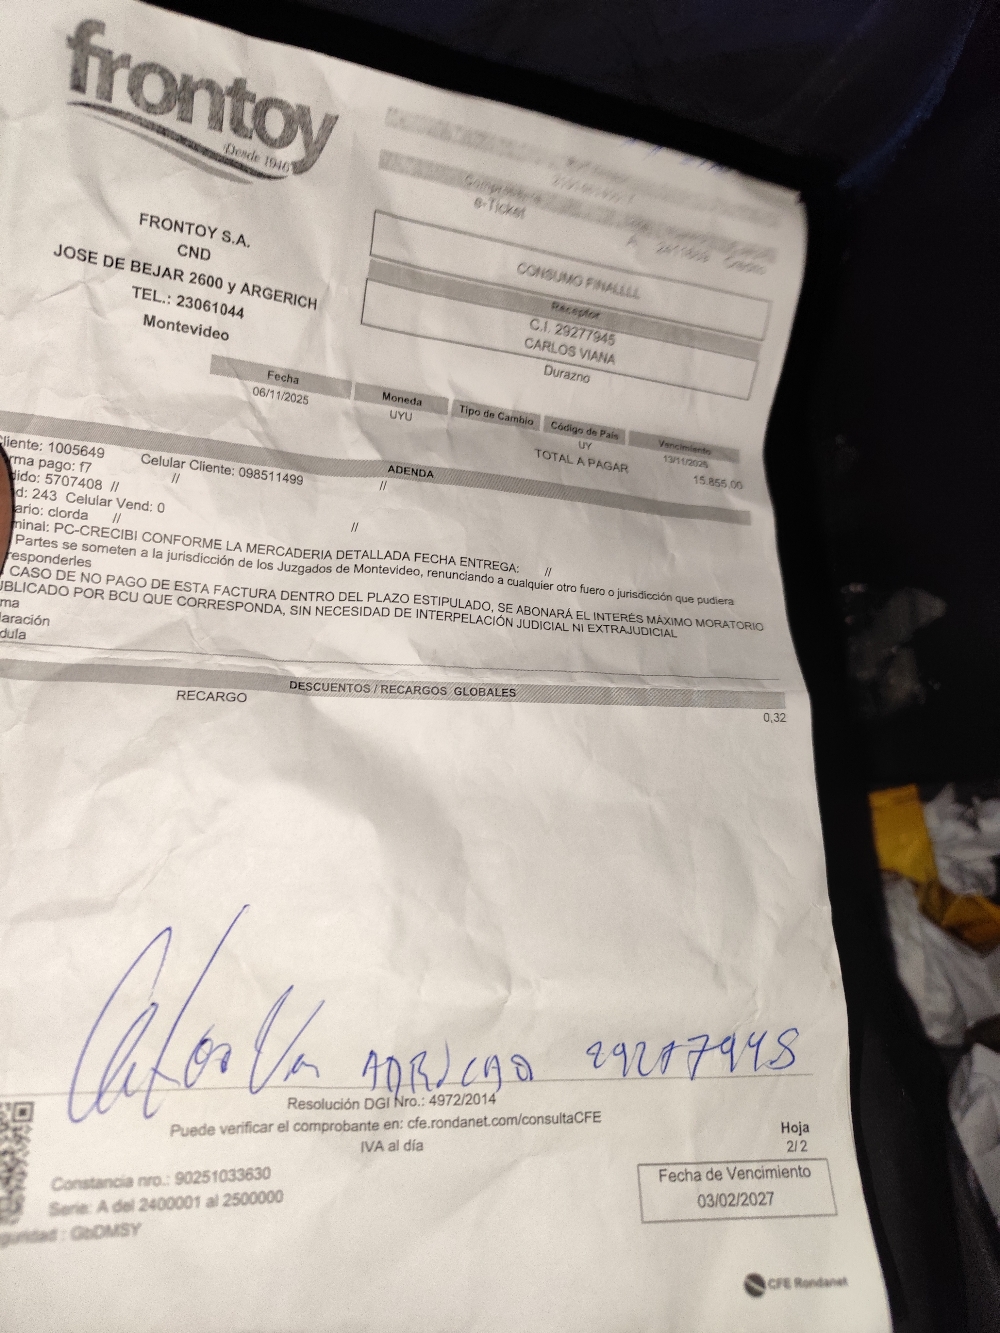 frontoy
Desde 1946
FRONTOY S.A.
CND
JOSE DE BEJAR 2600 y ARGERICH
TEL.: 23061044
Montevideo
e-Ticket
A Crédito
CONSUMO FINALLLL
Receptor
C.I. 29277945
CARLOS VIANA
Durazno
Fecha Moneda Tipo de Cambio Código de País Vencimiento
06/11/2025 UYU UY 13/11/2025
TOTAL A PAGAR 15.855,00
ADENDA
liente: 1005649 Celular Cliente: 098511499 //
rma pago: f7 //
dido: 5707408 //
d: 243 Celular Vend: 0
ario: clorda // //
minal: PC-CRECIBI CONFORME LA MERCADERIA DETALLADA FECHA ENTREGA: //
Partes se someten a la jurisdicción de los Juzgados de Montevideo, renunciando a cualquier otro fuero o jurisdicción que pudiera
responderles
CASO DE NO PAGO DE ESTA FACTURA DENTRO DEL PLAZO ESTIPULADO, SE ABONARÁ EL INTERÉS MÁXIMO MORATORIO
UBLICADO POR BCU QUE CORRESPONDA, SIN NECESIDAD DE INTERPELACIÓN JUDICIAL NI EXTRAJUDICIAL
ma
laración
dula
DESCUENTOS / RECARGOS GLOBALES
RECARGO 0,32
29277945
Resolución DGI Nro.: 4972/2014
Puede verificar el comprobante en: cfe.rondanet.com/consultaCFE
IVA al día
Hoja
2/2
Constancia nro.: 90251033630
Serie: A del 2400001 al 2500000
guridad : GbDMSY
Fecha de Vencimiento
03/02/2027
CFE Rondanet